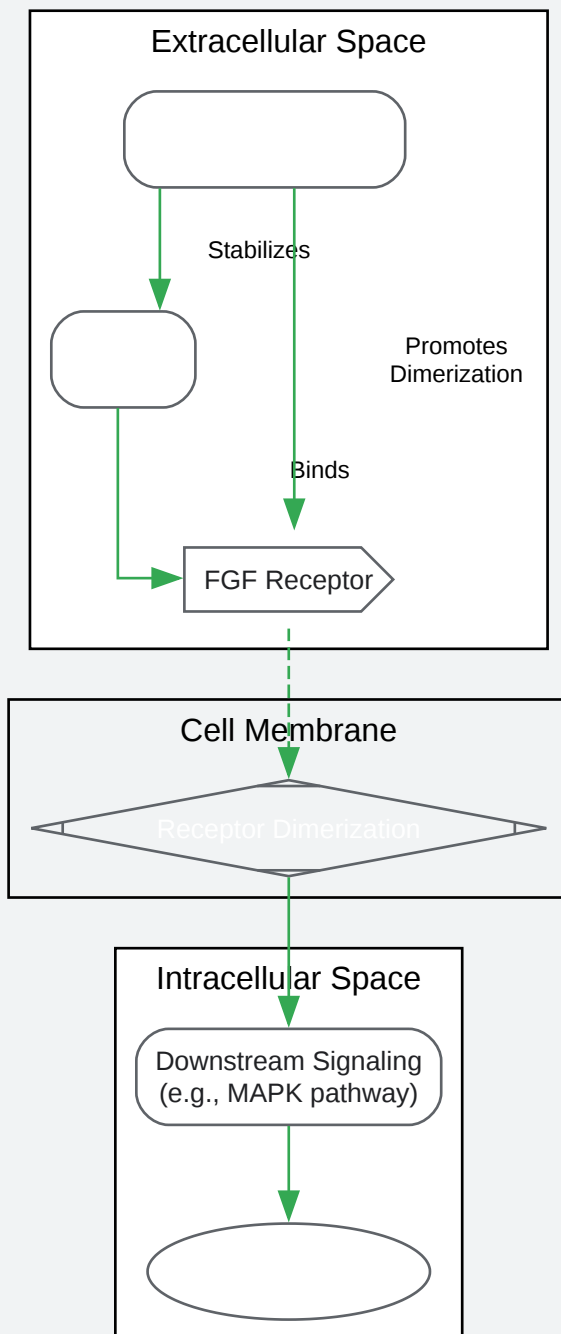 Extracellular Space
Stabilizes
Promotes
Dimerization
Binds
FGF Receptor
Cell Membrane
Receptor Dimerization
Intracellular Space
Downstream Signaling
(e.g., MAPK pathway)